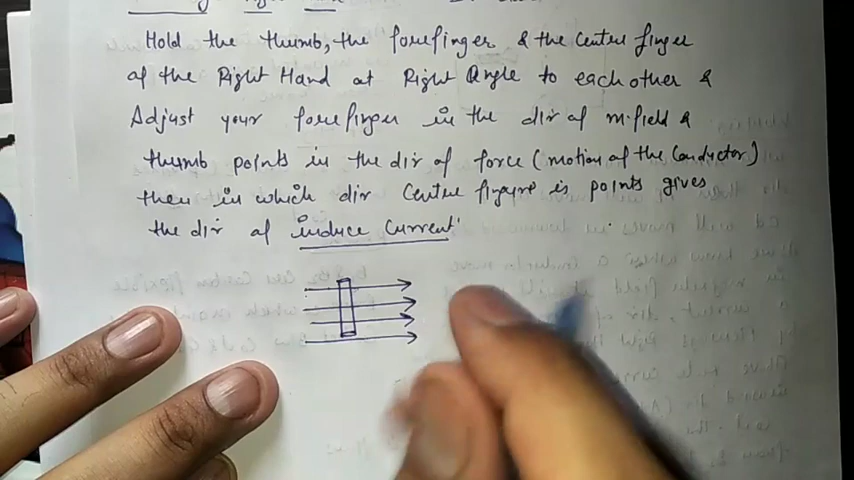 Hold the thumb, the forefinger & the Centre finger
of the Right Hand at Right Angle to each other &
Adjust your forefinger in the dir of m.field &
thumb points in the dir of force (motion of the Conductor)
then in which dir Centre figure is points gives
the dir of induce Current